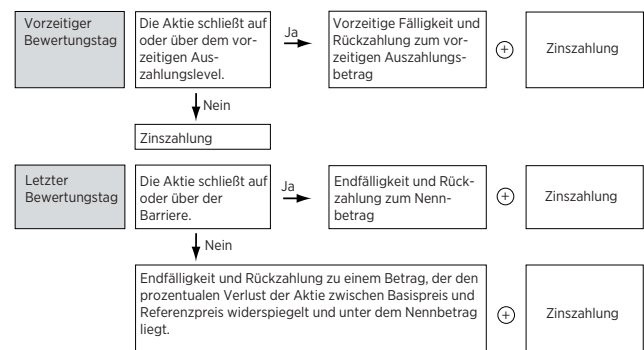 Vorzeitiger
Bewertungstag
Die Aktie schließt auf
oder über dem vor-
zeitigen Aus-
zahlungslevel.
Ja
Vorzeitige Fälligkeit und
Rückzahlung zum vor-
zeitigen Auszahlungs-
betrag
+
Zinszahlung
Nein
Zinszahlung
Letzter
Bewertungstag
Die Aktie schließt auf
oder über der
Barriere.
Ja
Endfälligkeit und Rück-
zahlung zum Nenn-
betrag
+
Zinszahlung
Nein
Endfälligkeit und Rückzahlung zu einem Betrag, der den
prozentualen Verlust der Aktie zwischen Basispreis und
Referenzpreis widerspiegelt und unter dem Nennbetrag
liegt.
+
Zinszahlung